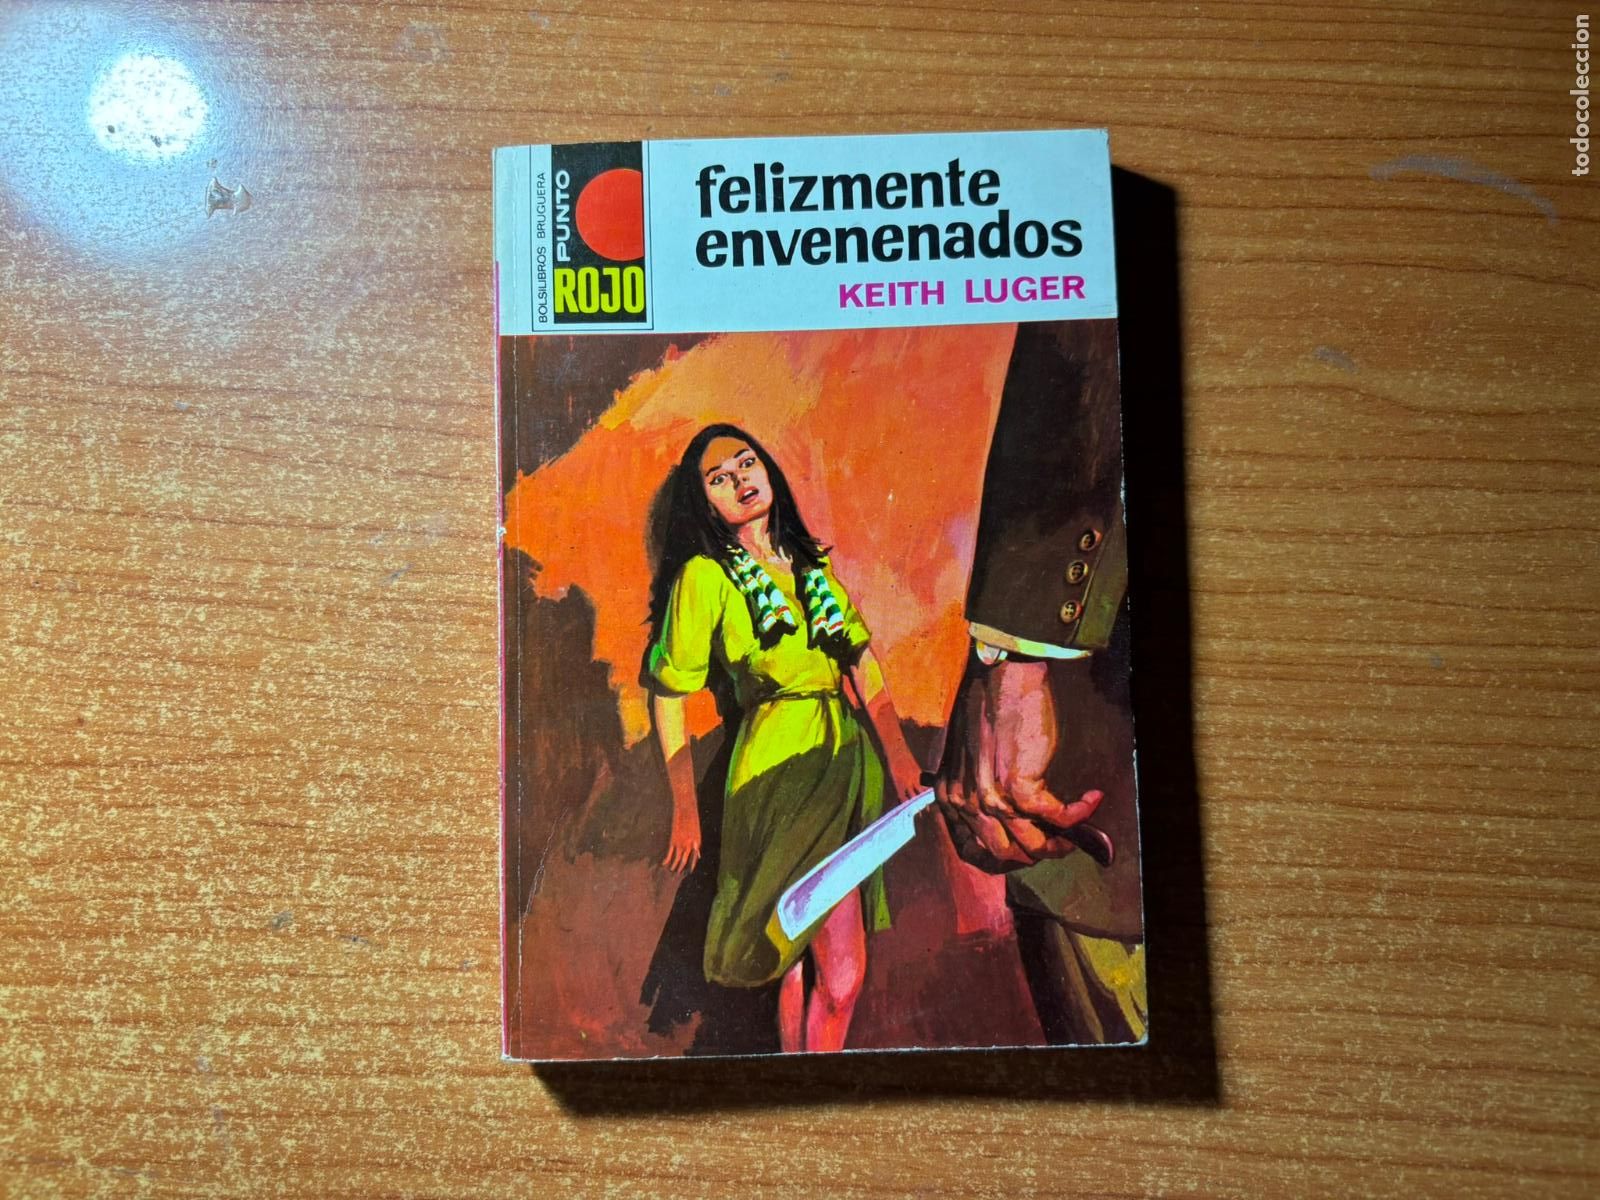 BOLSILIBROS BRUGUERA
PUNTO
ROJO
felizmente
envenenados
KEITH LUGER
todocoleccion